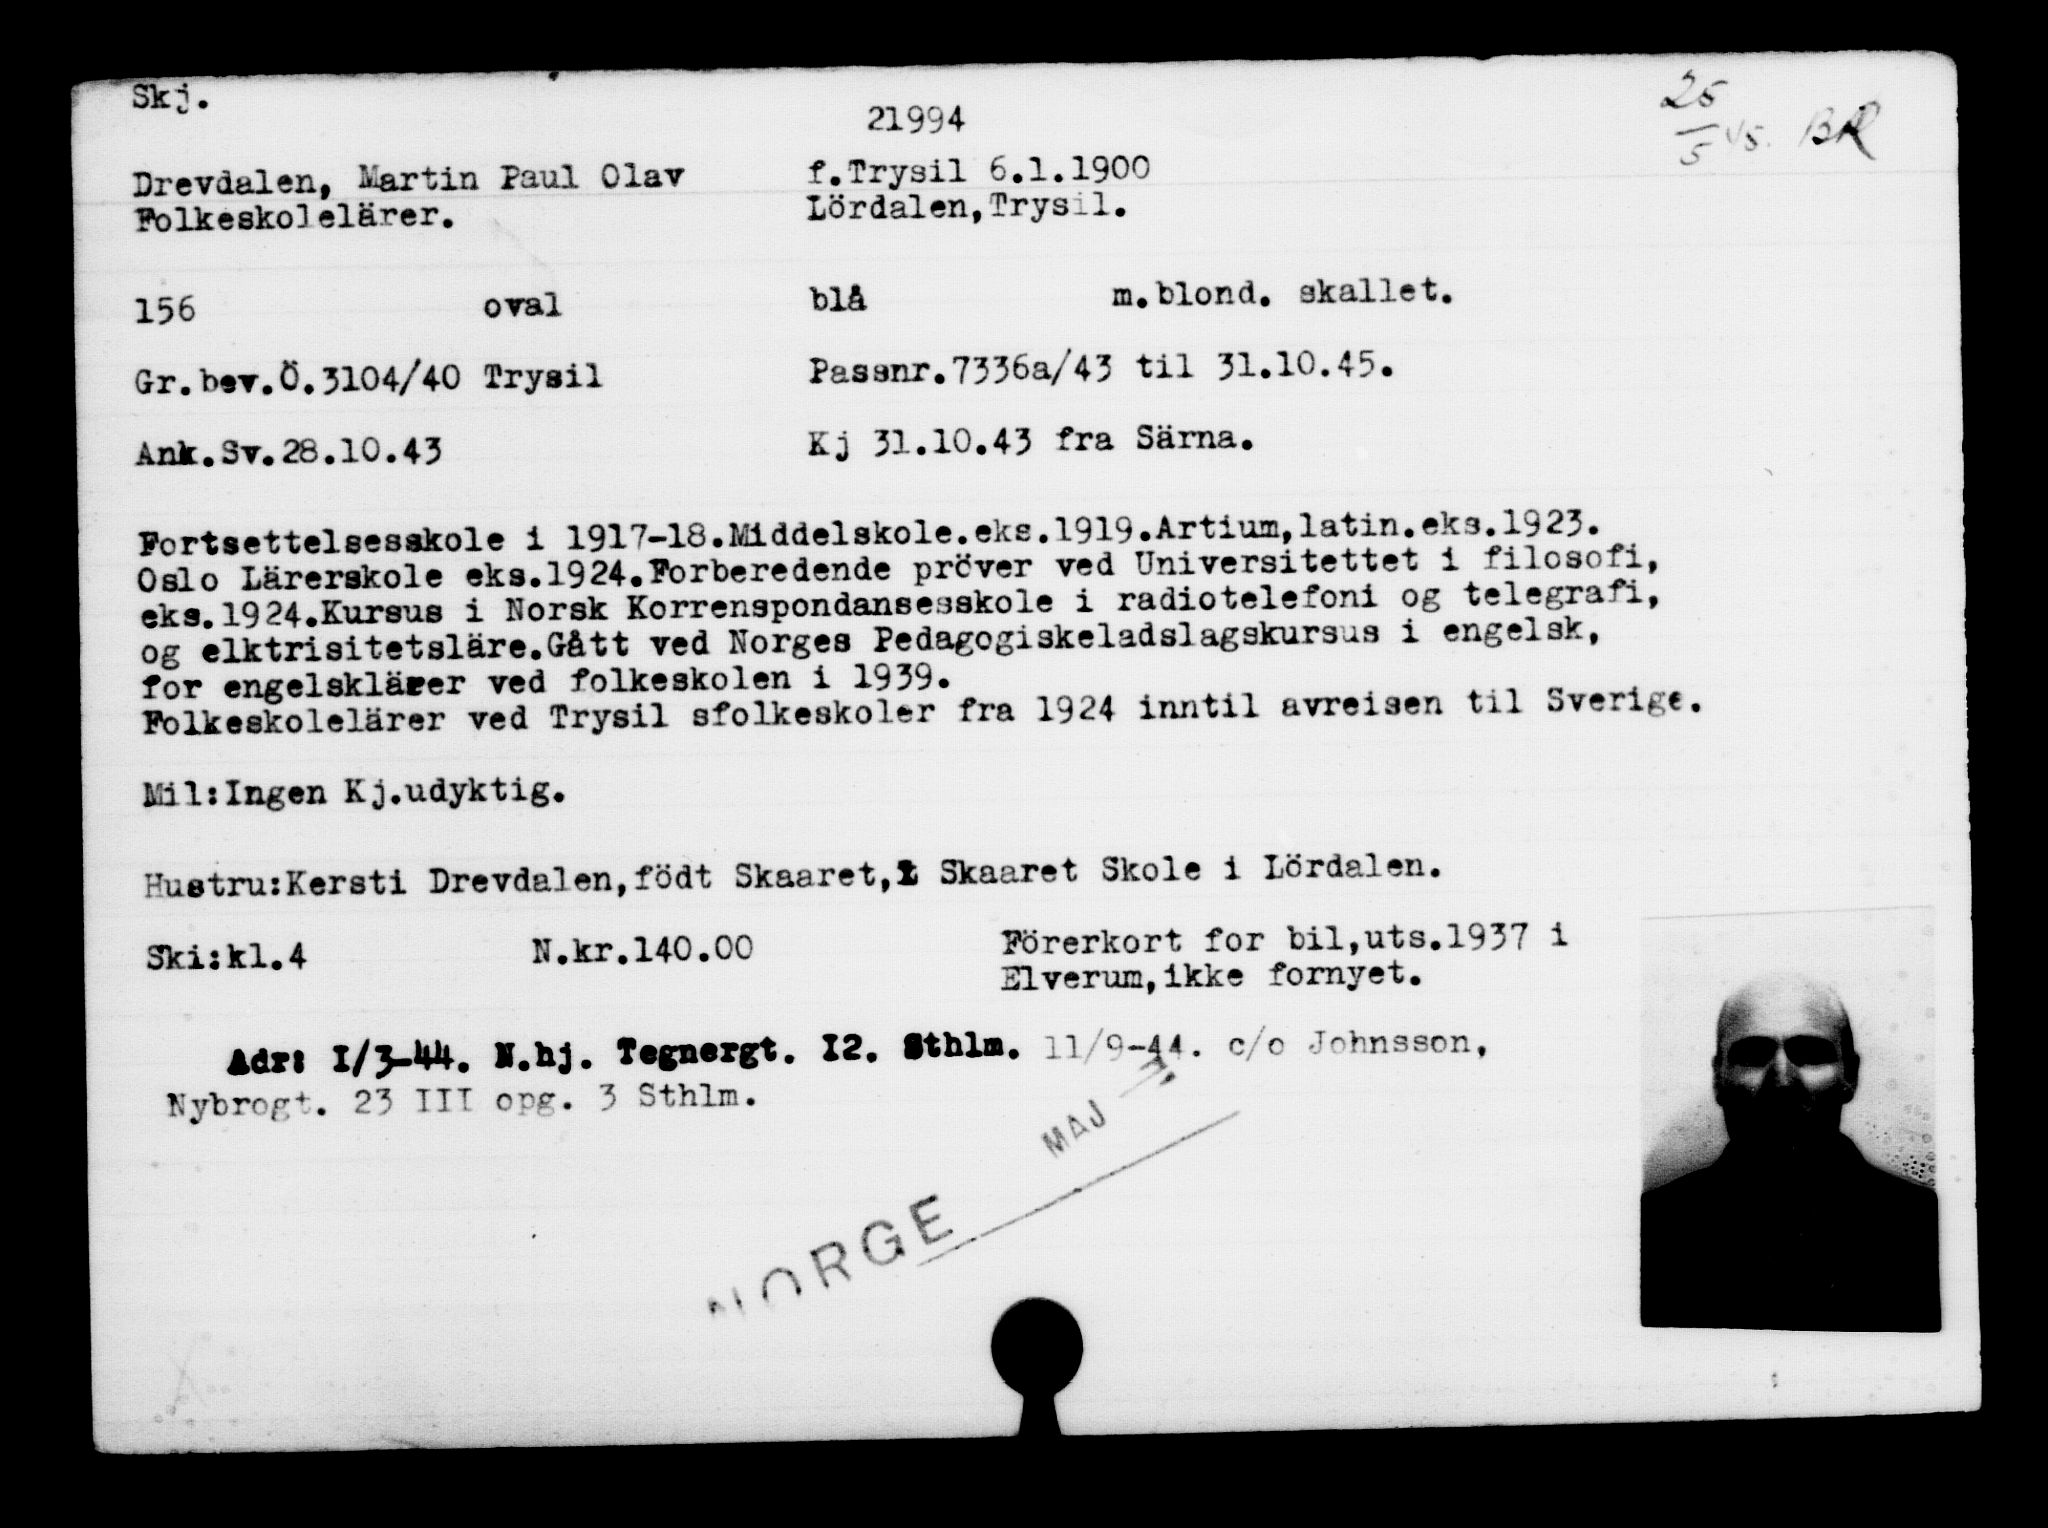 Skj.
21994
25/5 45. BR
Drevdalen, Martin Paul Olav f.Trysil 6.1.1900
Folkeskolelärer. Lördalen,Trysil.
156 oval blå m.blond. skallet.
Gr.bev.Ö.3104/40 Trysil Passnr.7336a/43 til 31.10.45.
Ank.Sv.28.10.43 Kj 31.10.43 fra Särna.
Fortsettelsesskole i 1917-18.Middelskole.eks.1919.Artium,latin.eks.1923.
Oslo Lärerskole eks.1924.Forberedende pröver ved Universitettet i filosofi,
eks.1924.Kursus i Norsk Korrenspondansesskole i radiotelefoni og telegrafi,
og elktrisitetsläre.Gått ved Norges Pedagogiskeladslagskursus i engelsk,
for engelsklärer ved folkeskolen i 1939.
Folkeskolelärer ved Trysil sfolkeskoler fra 1924 inntil avreisen til Sverige.
Mil:Ingen Kj.udyktig.
Hustru:Kersti Drevdalen,födt Skaaret, Skaaret Skole i Lördalen.
Ski:kl.4 N.kr.140.00 Förerkort for bil,uts.1937 i
Elverum,ikke fornyet.
Adr: I/3-44. N.hj. Tegnergt. I2. Sthlm. 11/9-44. c/o Johnsson,
Nybrogt. 23 III opg. 3 Sthlm.
MAJ
NORGE